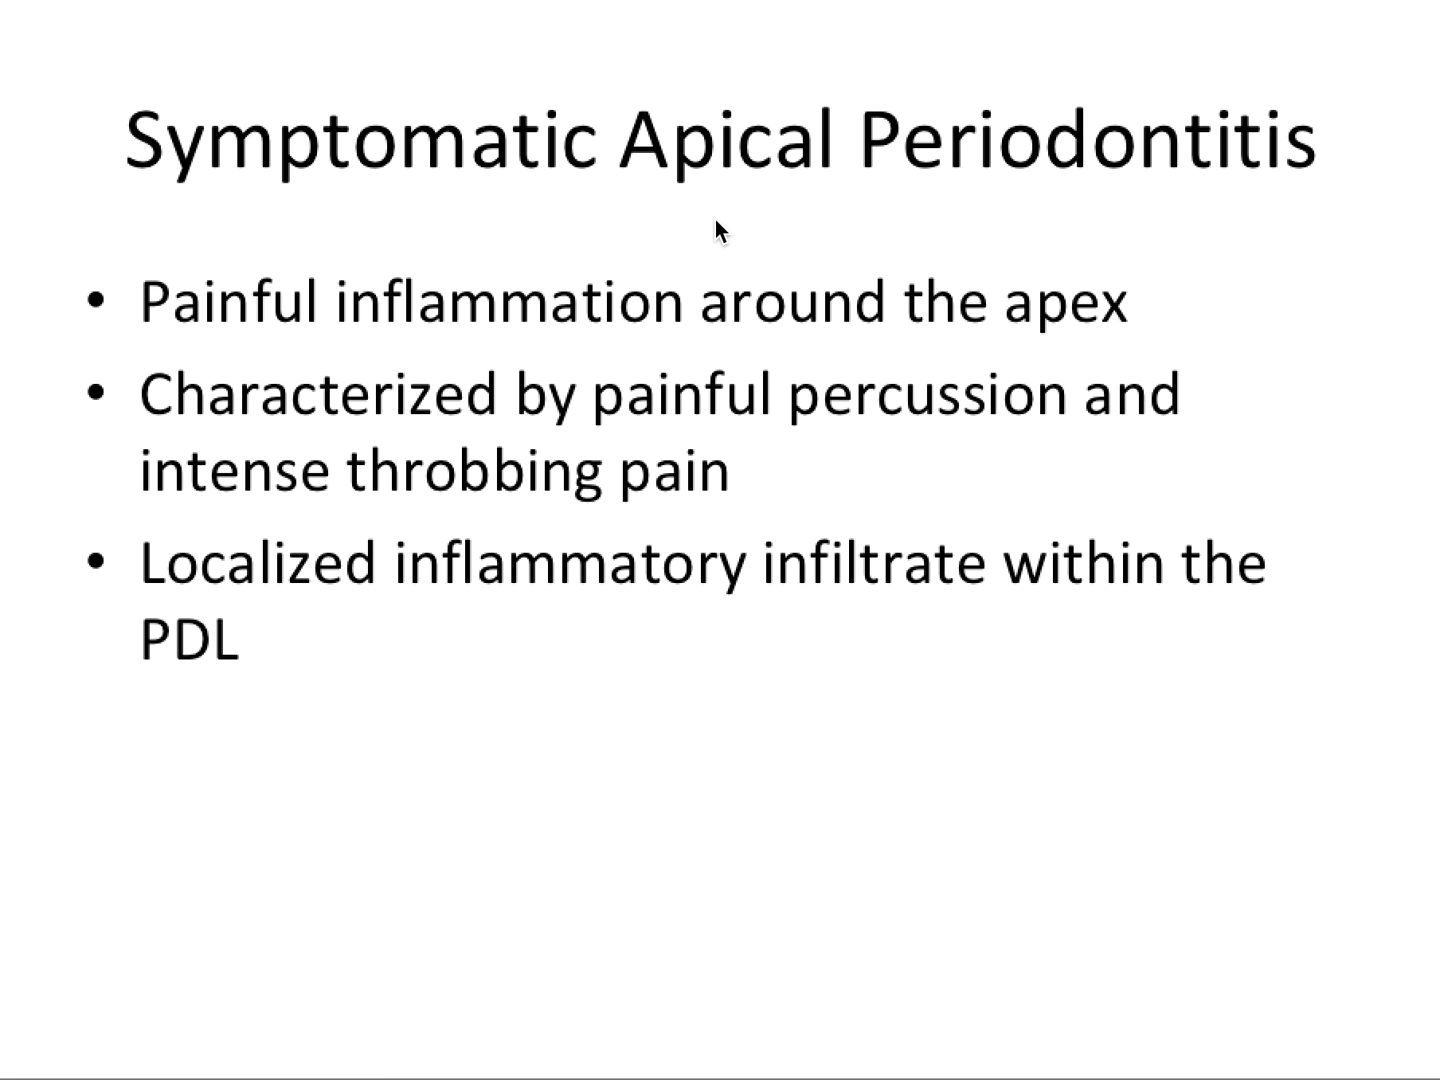 Symptomatic Apical Periodontitis
• Painful inflammation around the apex
• Characterized by painful percussion and
intense throbbing pain
• Localized inflammatory infiltrate within the
PDL